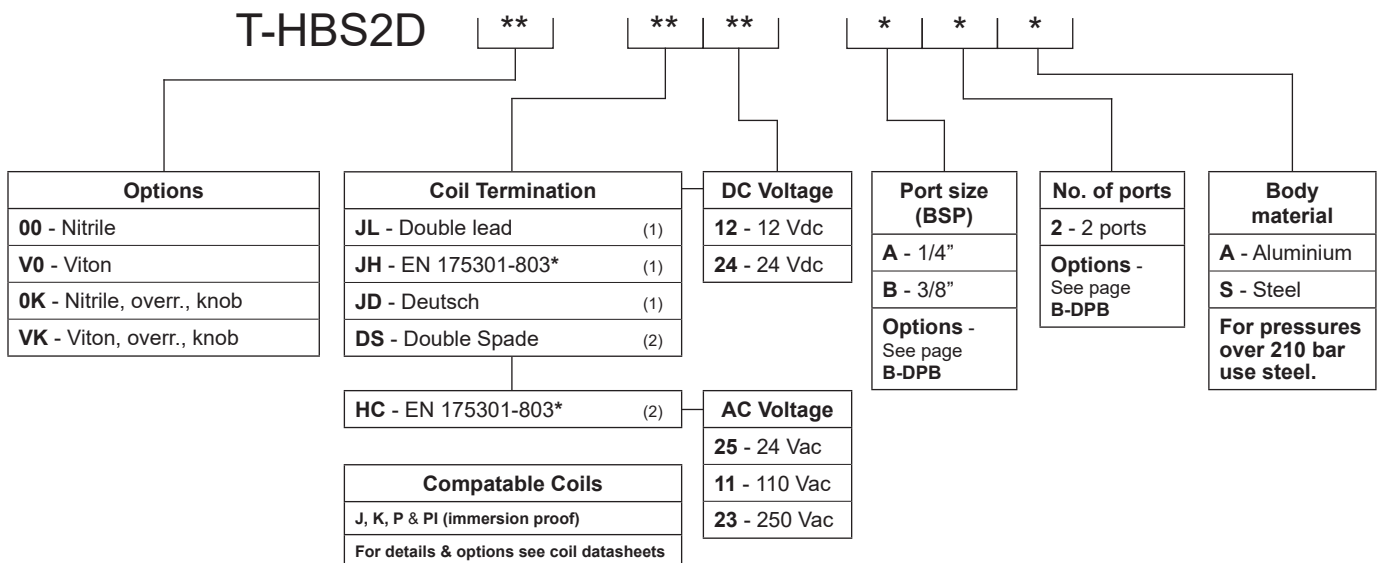 T-HBS2D ** ** ** * * *
Options
00 - Nitrile
V0 - Viton
0K - Nitrile, overr., knob
VK - Viton, overr., knob
Coil Termination
JL - Double lead (1)
JH - EN 175301-803* (1)
JD - Deutsch (1)
DS - Double Spade (2)
HC - EN 175301-803* (2)
Compatable Coils
J, K, P & PI (immersion proof)
For details & options see coil datasheets
DC Voltage
12 - 12 Vdc
24 - 24 Vdc
AC Voltage
25 - 24 Vac
11 - 110 Vac
23 - 250 Vac
Port size
(BSP)
A - 1/4”
B - 3/8”
Options -
See page
B-DPB
No. of ports
2 - 2 ports
Options -
See page
B-DPB
Body
material
A - Aluminium
S - Steel
For pressures
over 210 bar
use steel.